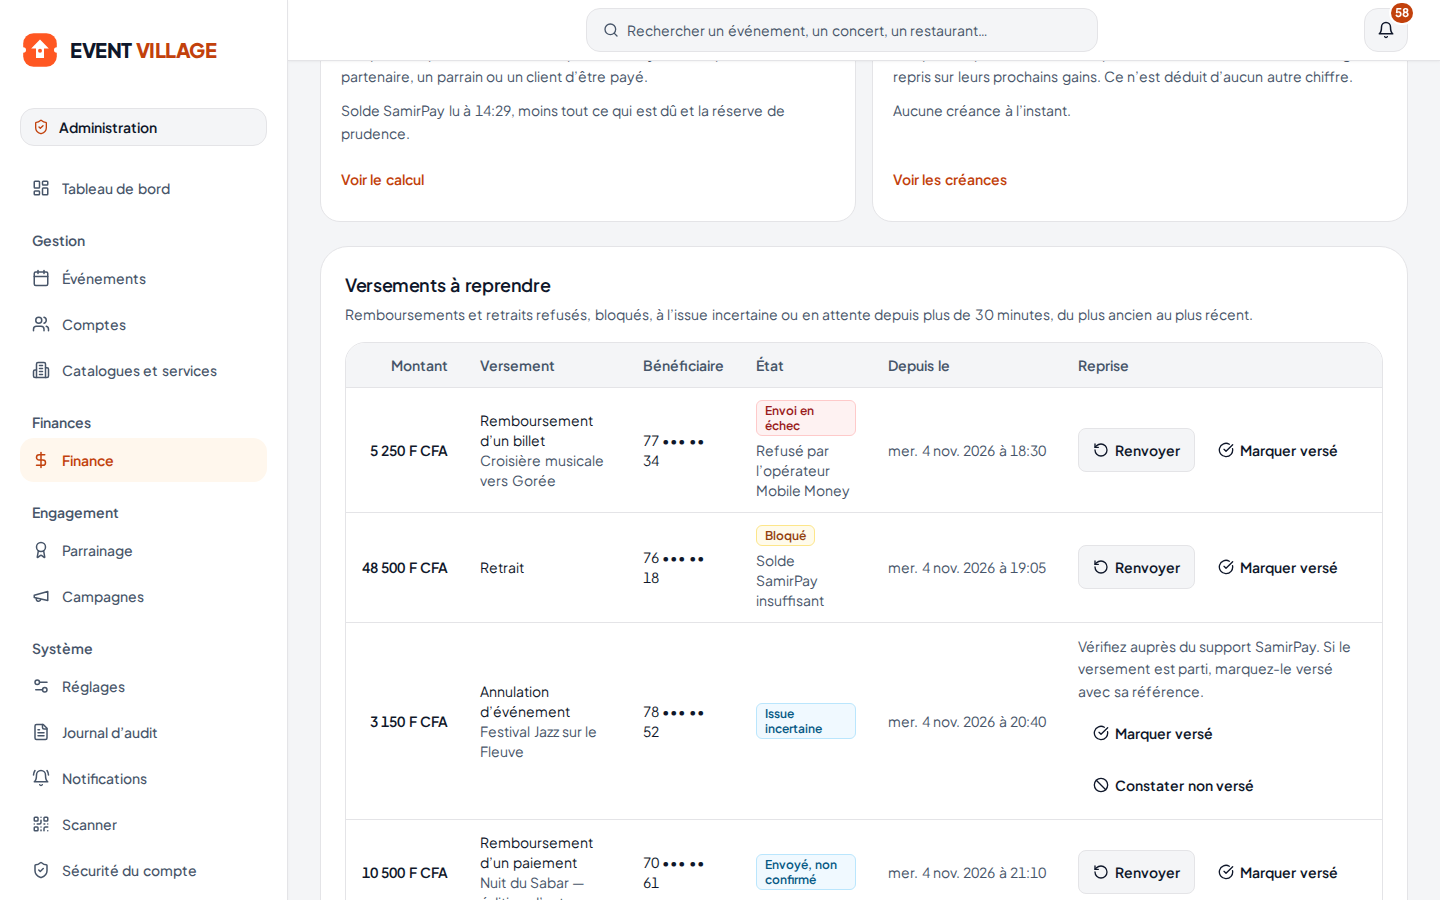 EVENT VILLAGE
Rechercher un événement, un concert, un restaurant…
58
Administration
Tableau de bord
Gestion
Événements
Comptes
Catalogues et services
Finances
Finance
Engagement
Parrainage
Campagnes
Système
Réglages
Journal d’audit
Notifications
Scanner
Sécurité du compte
partenaire, un parrain ou un client d’être payé.
Solde SamirPay lu à 14:29, moins tout ce qui est dû et la réserve de
prudence.
Voir le calcul
repris sur leurs prochains gains. Ce n’est déduit d’aucun autre chiffre.
Aucune créance à l’instant.
Voir les créances
Versements à reprendre
Remboursements et retraits refusés, bloqués, à l’issue incertaine ou en attente depuis plus de 30 minutes, du plus ancien au plus récent.
Montant Versement Bénéficiaire État Depuis le Reprise
5 250 F CFA
Remboursement
d’un billet
Croisière musicale
vers Gorée
77 ••• ••
34
Envoi en
échec
Refusé par
l’opérateur
Mobile Money
mer. 4 nov. 2026 à 18:30
Renvoyer
Marquer versé
48 500 F CFA
Retrait
76 ••• ••
18
Bloqué
Solde
SamirPay
insuffisant
mer. 4 nov. 2026 à 19:05
Renvoyer
Marquer versé
3 150 F CFA
Annulation
d’événement
Festival Jazz sur le
Fleuve
78 ••• ••
52
Issue
incertaine
mer. 4 nov. 2026 à 20:40
Vérifiez auprès du support SamirPay. Si le
versement est parti, marquez-le versé
avec sa référence.
Marquer versé
Constater non versé
10 500 F CFA
Remboursement
d’un paiement
Nuit du Sabar —
70 ••• ••
61
Envoyé, non
confirmé
mer. 4 nov. 2026 à 21:10
Renvoyer
Marquer versé